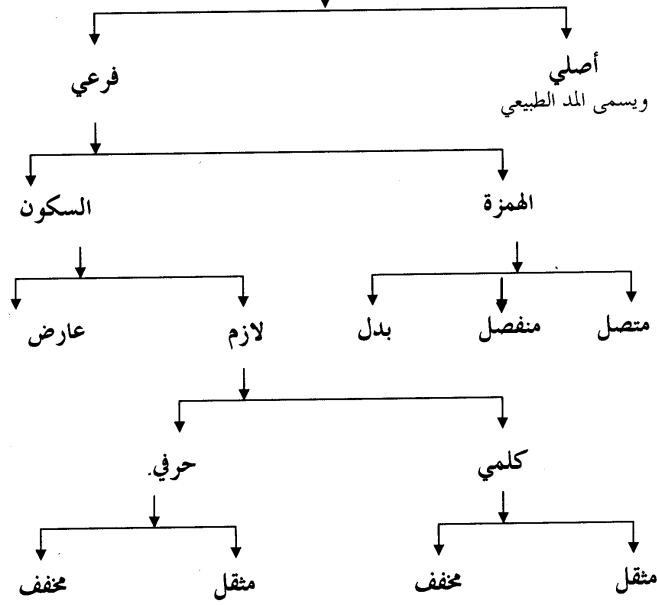 أصلي
ويسمى المد الطبيعي
فرعي
الهمزة
السكون
متصل
منفصل
بدل
لازم
عارض
كلمي
حرفي.
مثقل
مخفف
مثقل
مخفف